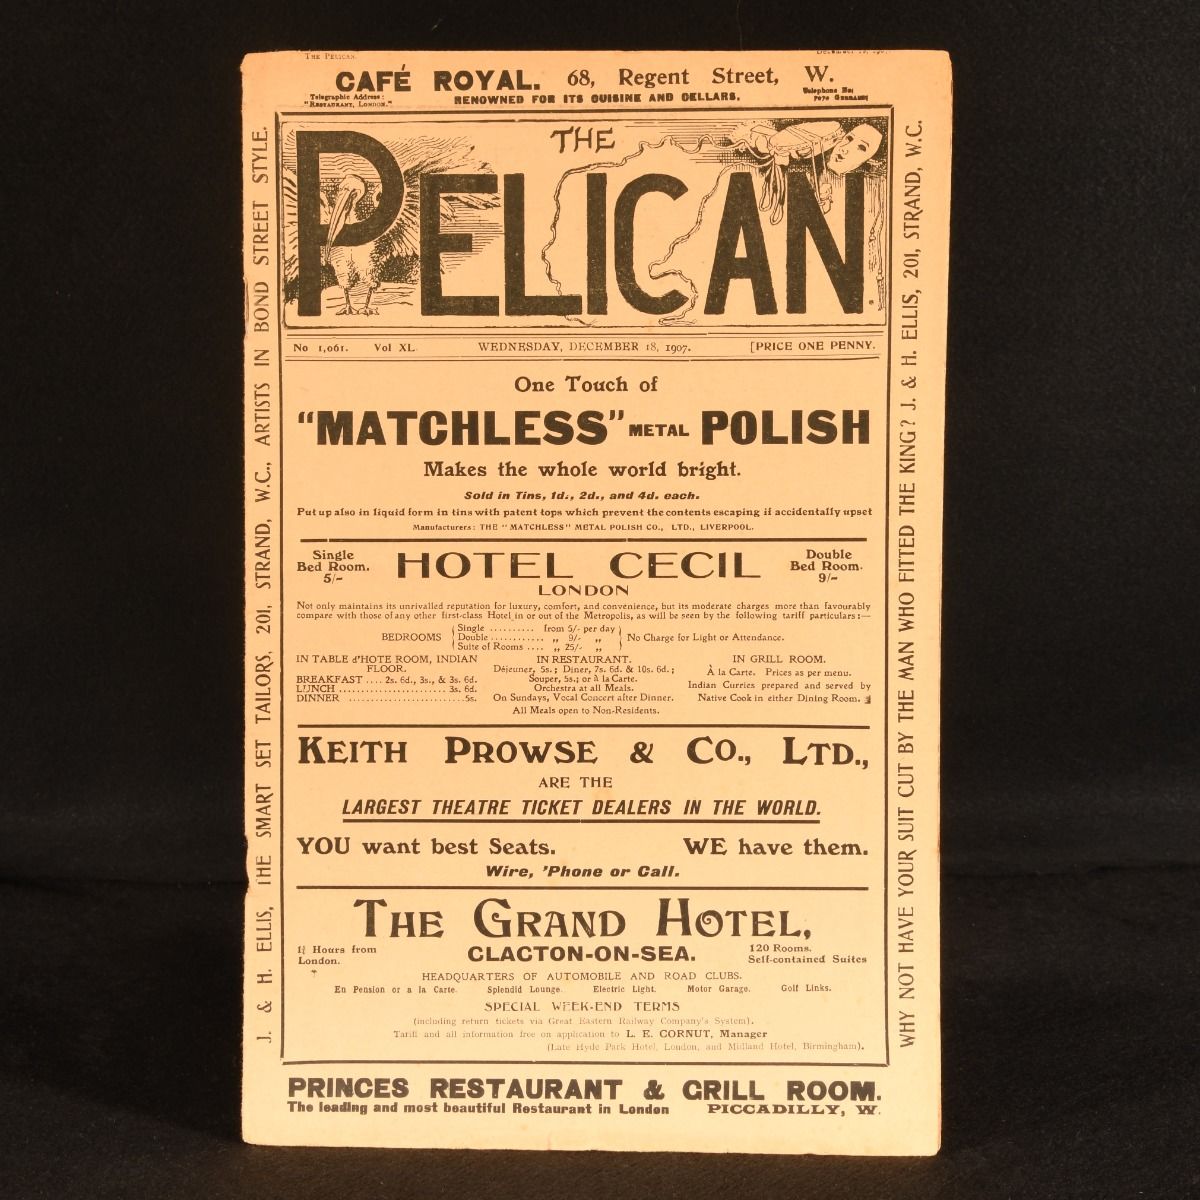 THE PELICAN.
CAFÉ ROYAL. 68, Regent Street, W.
Telegraphic Address:
"RESTAURANT, LONDON."
RENOWNED FOR ITS CUISINE AND CELLARS.
Telephone No:
7070 GERRARD
THE
PELICAN.
No 1,061. Vol XL. WEDNESDAY, DECEMBER 18, 1907. [PRICE ONE PENNY.
One Touch of
"MATCHLESS" METAL POLISH
Makes the whole world bright.
Sold in Tins, 1d., 2d., and 4d. each.
Put up also in liquid form in tins with patent tops which prevent the contents escaping if accidentally upset
Manufacturers: THE "MATCHLESS" METAL POLISH CO., LTD., LIVERPOOL.
Single
Bed Room.
5/-
HOTEL CECIL
LONDON
Double
Bed Room.
9/-
Not only maintains its unrivalled reputation for luxury, comfort, and convenience, but its moderate charges more than favourably
compare with those of any other first-class Hotel in or out of the Metropolis, as will be seen by the following tariff particulars:—
BEDROOMS
Single .......... from 5/- per day
Double ............ „ 9/- „
Suite of Rooms .... „ 25/- „
No Charge for Light or Attendance.
IN TABLE d'HOTE ROOM, INDIAN
FLOOR.
BREAKFAST .... 2s. 6d., 3s., & 3s. 6d.
LUNCH ....................... 3s. 6d.
DINNER .........................5s.
IN RESTAURANT.
Déjeuner, 5s.; Diner, 7s. 6d. & 10s. 6d.;
Souper, 5s.; or à la Carte.
Orchestra at all Meals.
On Sundays, Vocal Concert after Dinner.
All Meals open to Non-Residents.
IN GRILL ROOM.
À la Carte. Prices as per menu.
Indian Curries prepared and served by
Native Cook in either Dining Room.
KEITH PROWSE & CO., LTD.,
ARE THE
LARGEST THEATRE TICKET DEALERS IN THE WORLD.
YOU want best Seats. WE have them.
Wire, 'Phone or Call.
THE GRAND HOTEL,
1¾ Hours from
London.
CLACTON-ON-SEA.
120 Rooms.
Self-contained Suites
HEADQUARTERS OF AUTOMOBILE AND ROAD CLUBS.
En Pension or a la Carte. Splendid Lounge. Electric Light. Motor Garage. Golf Links.
SPECIAL WEEK-END TERMS
(including return tickets via Great Eastern Railway Company's System).
Tariff and all information free on application to L. E. CORNUT, Manager
(Late Hyde Park Hotel, London, and Midland Hotel, Birmingham).
PRINCES RESTAURANT & GRILL ROOM.
The leading and most beautiful Restaurant in London PICCADILLY, W.
J. & H. ELLIS, THE SMART SET TAILORS, 201, STRAND, W.C., ARTISTS IN BOND STREET STYLE.
WHY NOT HAVE YOUR SUIT CUT BY THE MAN WHO FITTED THE KING? J. & H. ELLIS, 201, STRAND, W.C.